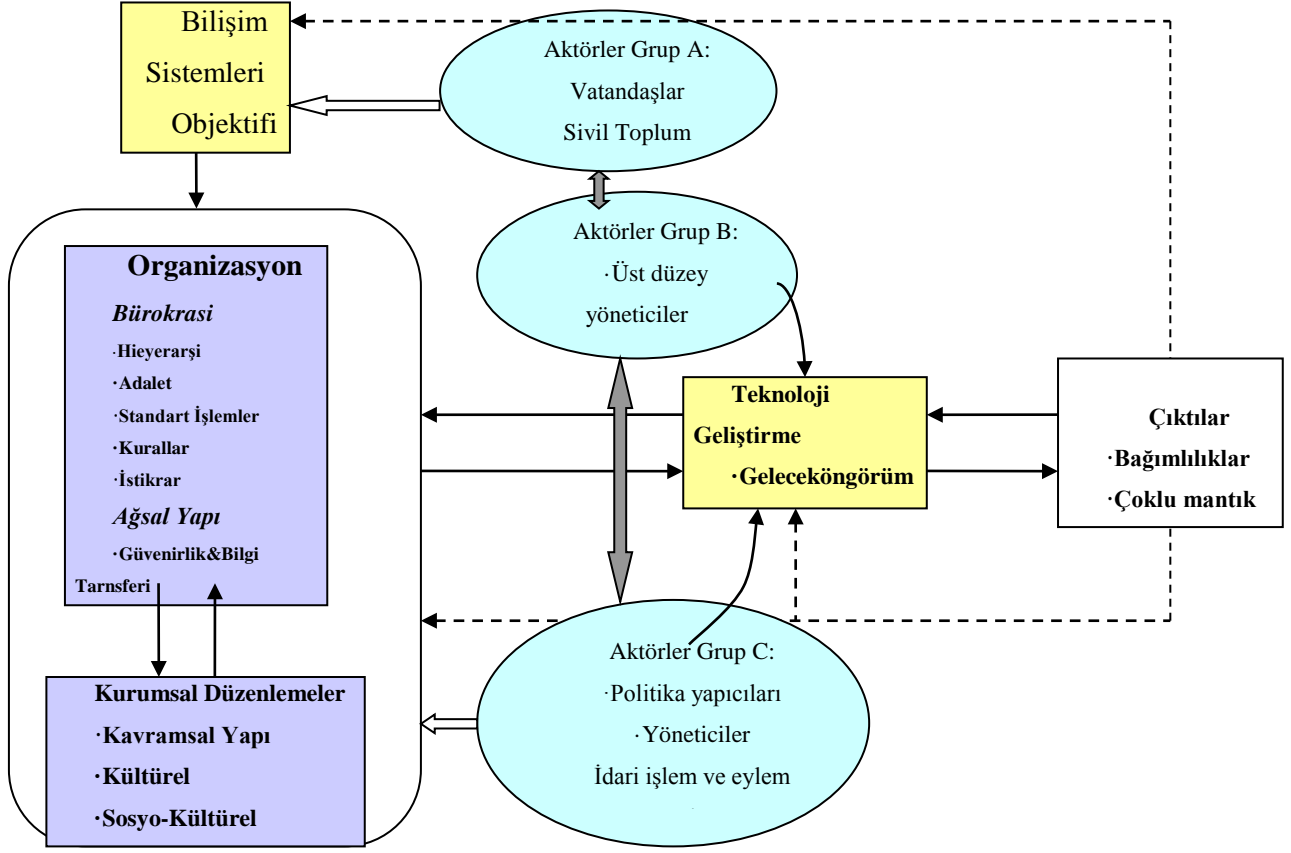 Bilişim
Sistemleri
Objektifi
Aktörler Grup A:
Vatandaşlar
Sivil Toplum
Aktörler Grup B:
·Üst düzey
yöneticiler
Organizasyon
Bürokrasi
·Hieyerarşi
·Adalet
·Standart İşlemler
·Kurallar
·İstikrar
Ağsal Yapı
·Güvenirlik&Bilgi
Tarnsferi
Teknoloji
Geliştirme
·Geleceköngörüm
Çıktılar
·Bağımlılıklar
·Çoklu mantık
Kurumsal Düzenlemeler
·Kavramsal Yapı
·Kültürel
·Sosyo-Kültürel
Aktörler Grup C:
·Politika yapıcıları
·Yöneticiler
İdari işlem ve eylem